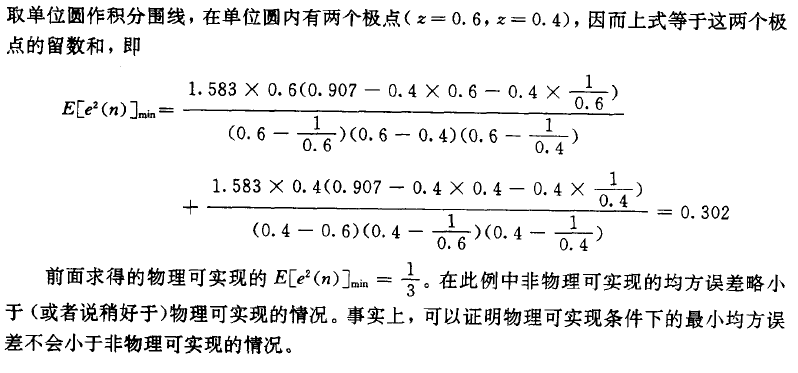 取单位圆作积分围线，在单位圆内有两个极点(z=0.6，z=0.4)，因而上式等于这两个极
点的留数和，即
E[e²(n)]min = \frac{1.583 × 0.6(0.907 − 0.4 × 0.6 − 0.4 × \frac{1}{0.6})}{(0.6 − \frac{1}{0.6})(0.6 − 0.4)(0.6 − \frac{1}{0.4})}
+ \frac{1.583 × 0.4(0.907 − 0.4 × 0.4 − 0.4 × \frac{1}{0.4})}{(0.4 − 0.6)(0.4 − \frac{1}{0.6})(0.4 − \frac{1}{0.4})} = 0.302
前面求得的物理可实现的 E[e²(n)]min = \frac{1}{3}。在此例中非物理可实现的均方误差略小
于(或者说稍好于)物理可实现的情况。事实上，可以证明物理可实现条件下的最小均方误
差不会小于非物理可实现的情况。